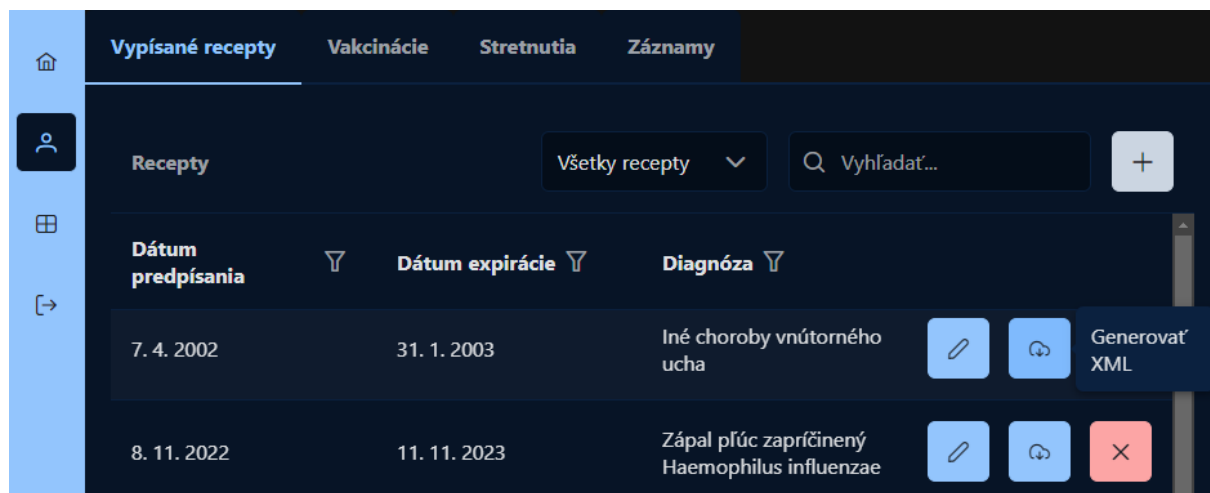 Vypísané recepty Vakcinácie Stretnutia Záznamy
Recepty Všetky recepty Vyhľadať...
Dátum predpísania Dátum expirácie Diagnóza
7. 4. 2002 31. 1. 2003 Iné choroby vnútorného
ucha
Generovať
XML
8. 11. 2022 11. 11. 2023 Zápal pľúc zapríčinený
Haemophilus influenzae